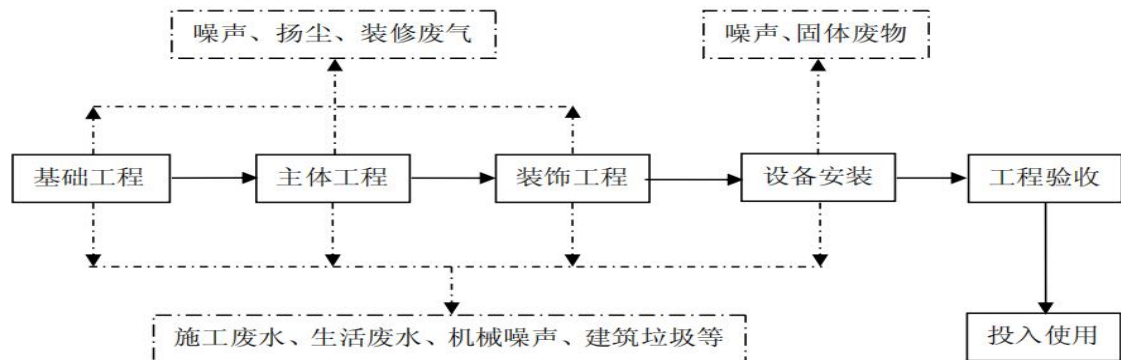 噪声、扬尘、装修废气
噪声、固体废物
基础工程
主体工程
装饰工程
设备安装
工程验收
施工废水、生活废水、机械噪声、建筑垃圾等
投入使用